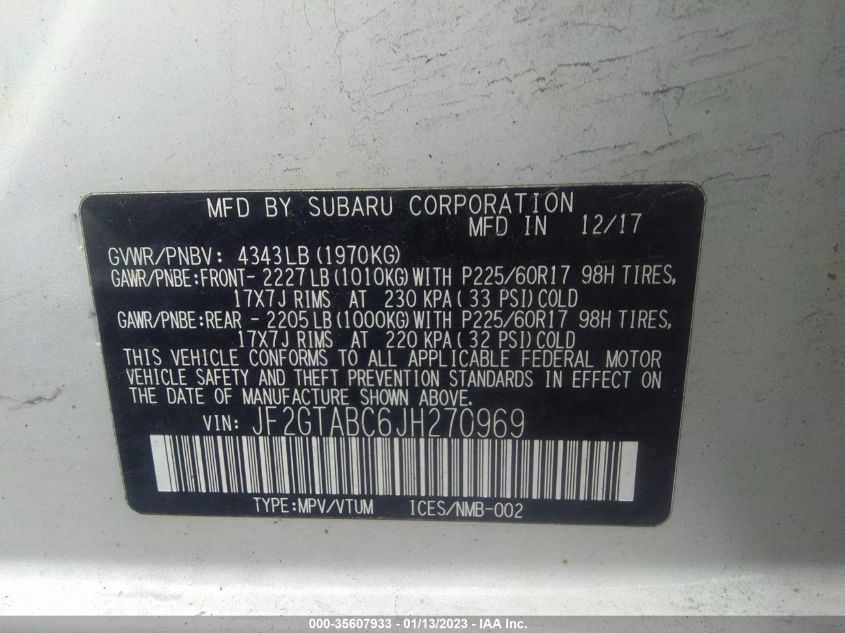 MFD BY SUBARU CORPORATION
MFD IN 12/17
GVWR/PNBV: 4343LB (1970KG)
GAWR/PNBE:FRONT- 2227LB (1010KG) WITH P225/60R17 98H TIRES,
17X7J RIMS AT 230 KPA ( 33 PSI) COLD
GAWR/PNBE:REAR - 2205LB (1000KG) WITH P225/60R17 98H TIRES,
17X7J RIMS AT 220 KPA ( 32 PSI) COLD
THIS VEHICLE CONFORMS TO ALL APPLICABLE FEDERAL MOTOR
VEHICLE SAFETY AND THEFT PREVENTION STANDARDS IN EFFECT ON
THE DATE OF MANUFACTURE SHOWN ABOVE.
VIN: JF2GTABC6JH270969
TYPE:MPV/VTUM ICES/NMB-002
000-35607933 - 01/13/2023 - IAA Inc.